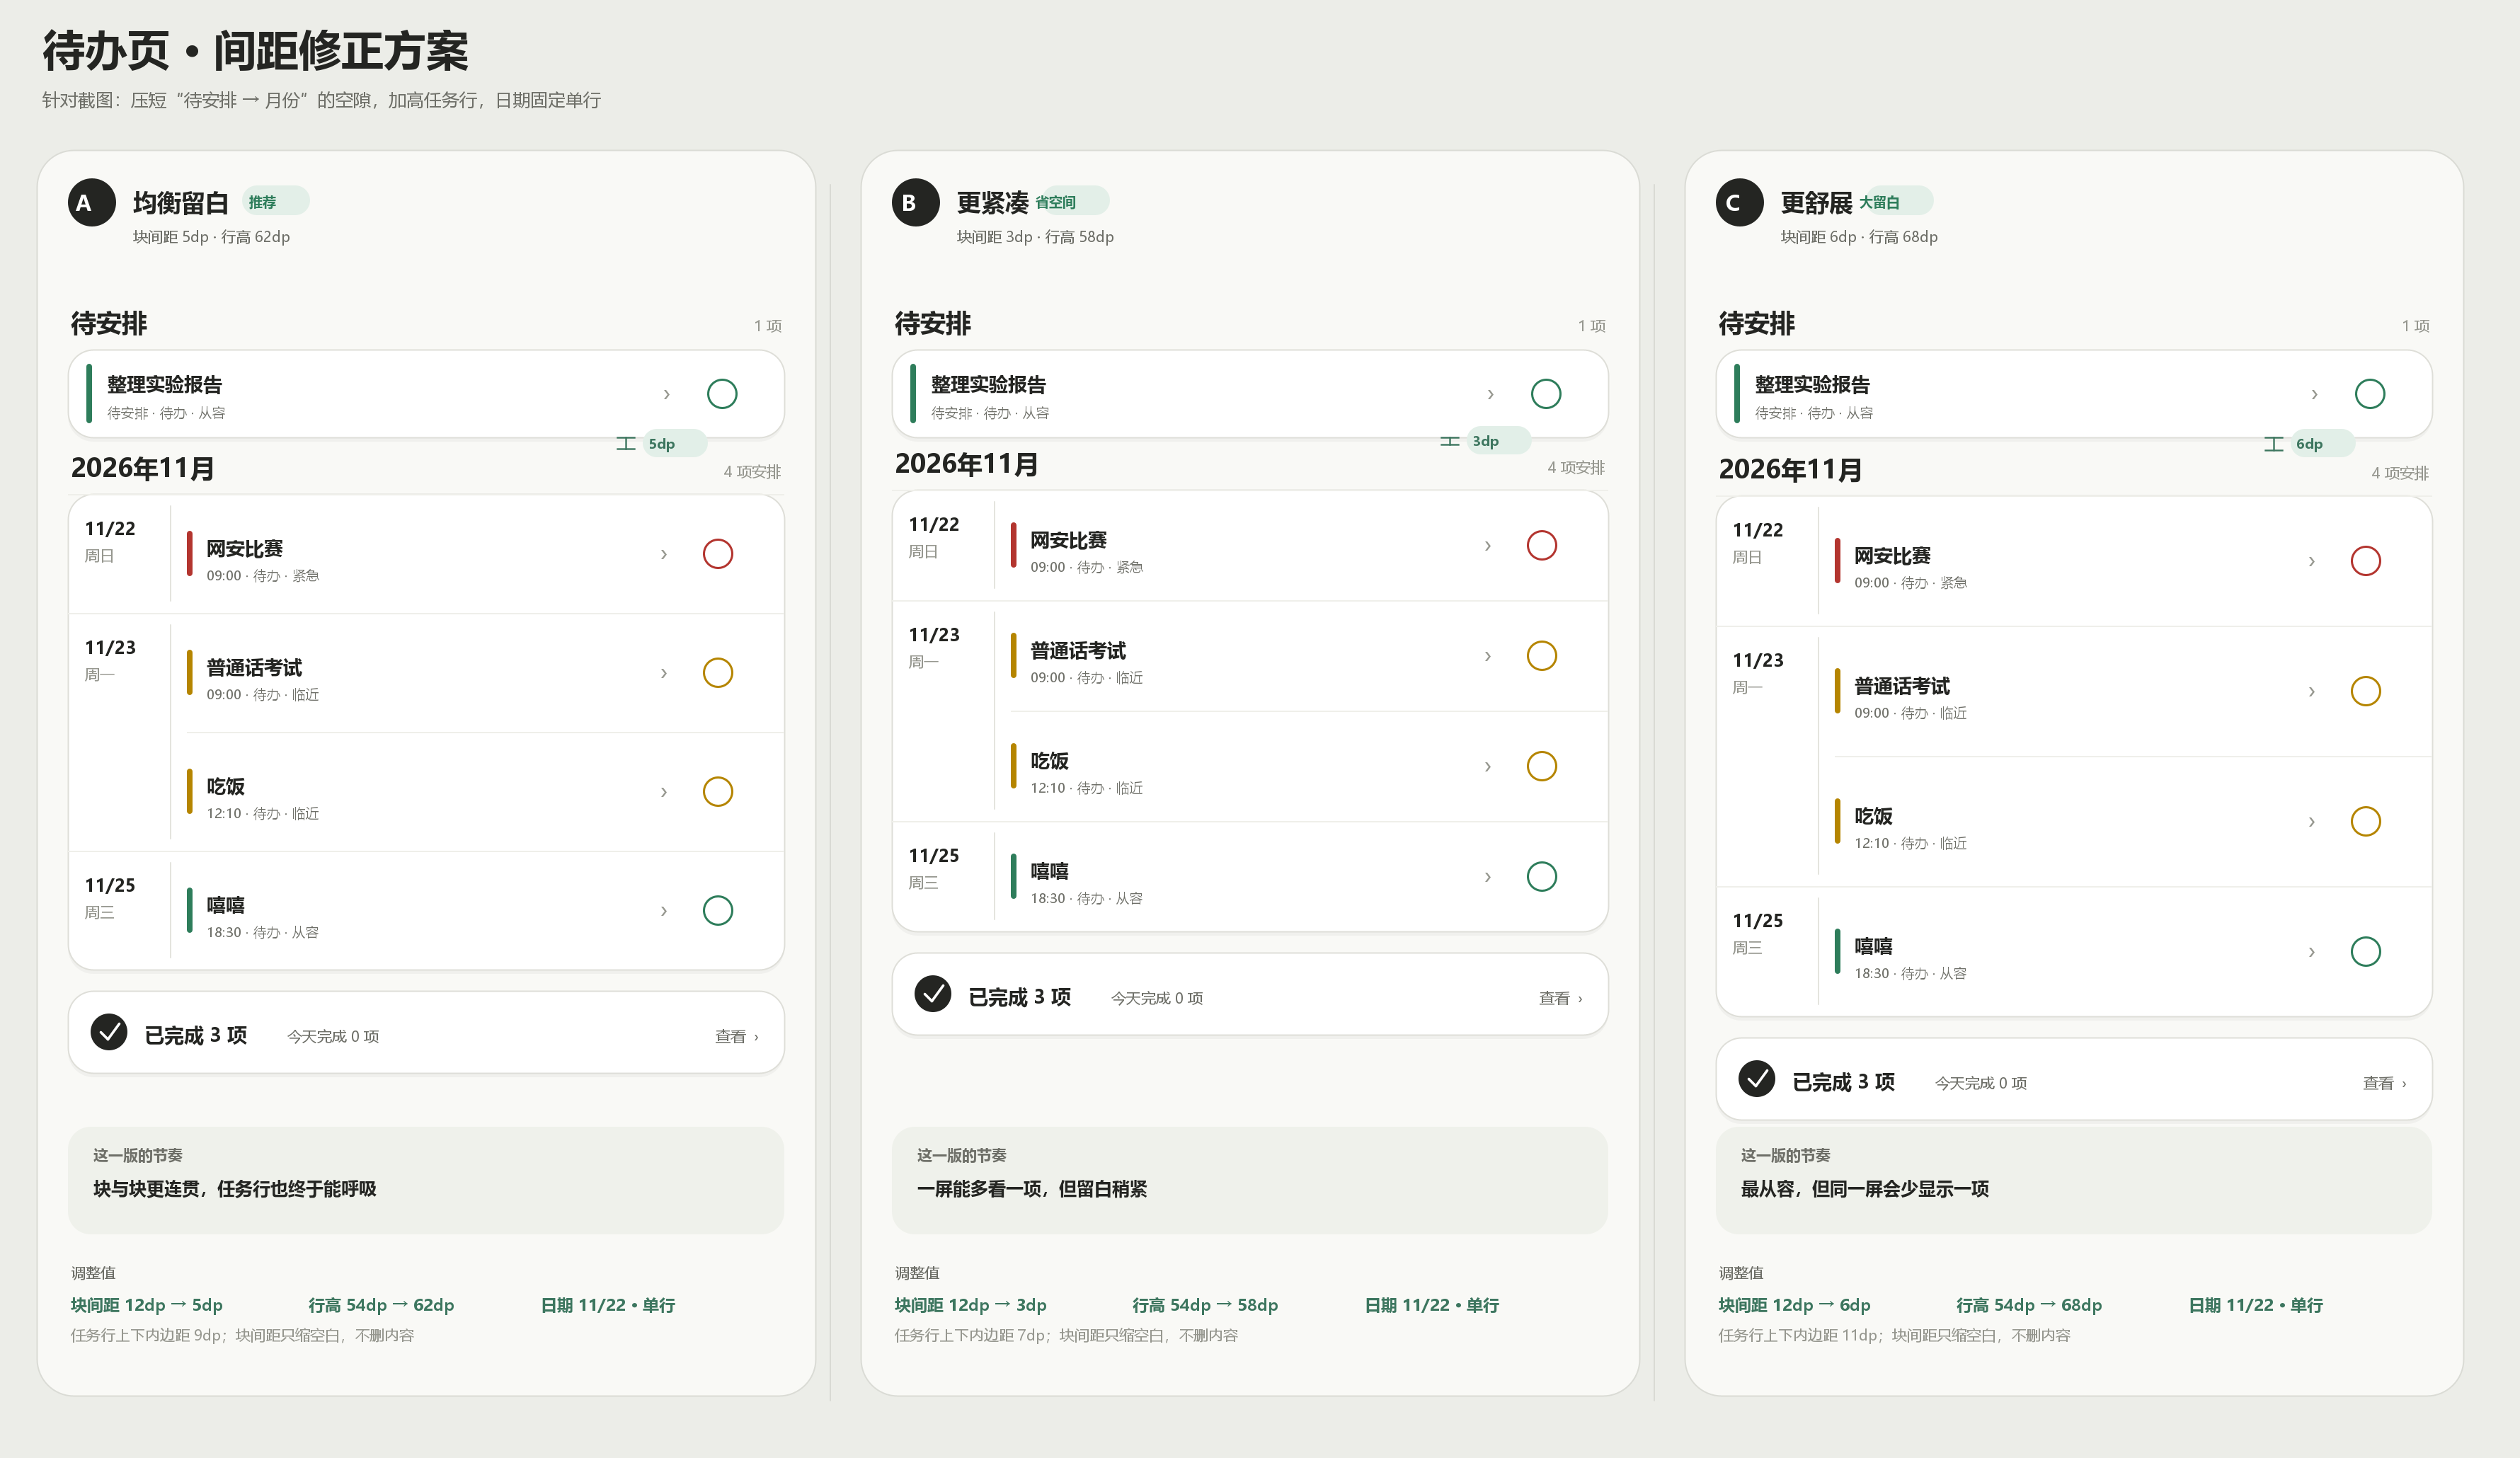 待办页 • 间距修正方案
针对截图：压短“待安排 → 月份”的空隙，加高任务行，日期固定单行
A
均衡留白
推荐
块间距 5dp · 行高 62dp
待安排
1 项
整理实验报告
待安排 · 待办 · 从容
›
5dp
2026年11月
4 项安排
11/22
周日
网安比赛
09:00 · 待办 · 紧急
›
11/23
周一
普通话考试
09:00 · 待办 · 临近
›
吃饭
12:10 · 待办 · 临近
›
11/25
周三
嘻嘻
18:30 · 待办 · 从容
›
已完成 3 项
今天完成 0 项
查看 ›
这一版的节奏
块与块更连贯，任务行也终于能呼吸
调整值
块间距 12dp → 5dp
行高 54dp → 62dp
日期 11/22 • 单行
任务行上下内边距 9dp；块间距只缩空白，不删内容
B
更紧凑
省空间
块间距 3dp · 行高 58dp
待安排
1 项
整理实验报告
待安排 · 待办 · 从容
›
3dp
2026年11月
4 项安排
11/22
周日
网安比赛
09:00 · 待办 · 紧急
›
11/23
周一
普通话考试
09:00 · 待办 · 临近
›
吃饭
12:10 · 待办 · 临近
›
11/25
周三
嘻嘻
18:30 · 待办 · 从容
›
已完成 3 项
今天完成 0 项
查看 ›
这一版的节奏
一屏能多看一项，但留白稍紧
调整值
块间距 12dp → 3dp
行高 54dp → 58dp
日期 11/22 • 单行
任务行上下内边距 7dp；块间距只缩空白，不删内容
C
更舒展
大留白
块间距 6dp · 行高 68dp
待安排
1 项
整理实验报告
待安排 · 待办 · 从容
›
6dp
2026年11月
4 项安排
11/22
周日
网安比赛
09:00 · 待办 · 紧急
›
11/23
周一
普通话考试
09:00 · 待办 · 临近
›
吃饭
12:10 · 待办 · 临近
›
11/25
周三
嘻嘻
18:30 · 待办 · 从容
›
已完成 3 项
今天完成 0 项
查看 ›
这一版的节奏
最从容，但同一屏会少显示一项
调整值
块间距 12dp → 6dp
行高 54dp → 68dp
日期 11/22 • 单行
任务行上下内边距 11dp；块间距只缩空白，不删内容